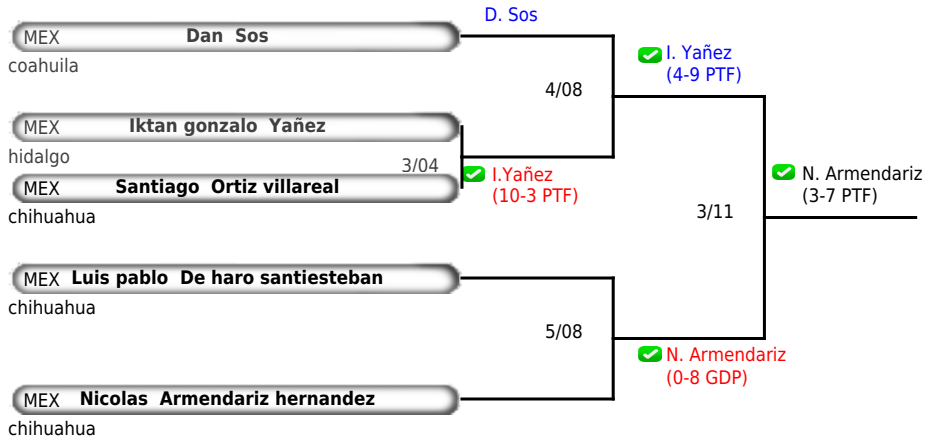 D. Sos
MEX Dan Sos
coahuila
I. Yañez
(4-9 PTF)
4/08
MEX Iktan gonzalo Yañez
hidalgo
3/04
I.Yañez
(10-3 PTF)
MEX Santiago Ortiz villareal
chihuahua
N. Armendariz
(3-7 PTF)
3/11
MEX Luis pablo De haro santiesteban
chihuahua
5/08
N. Armendariz
(0-8 GDP)
MEX Nicolas Armendariz hernandez
chihuahua